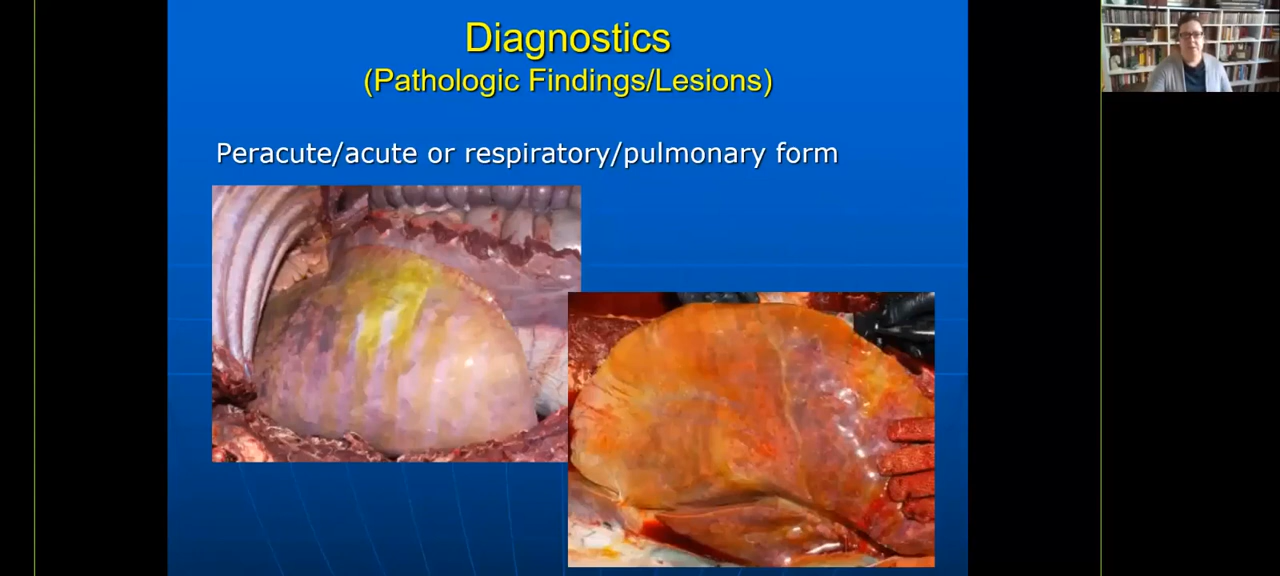 Diagnostics
(Pathologic Findings/Lesions)
Peracute/acute or respiratory/pulmonary form